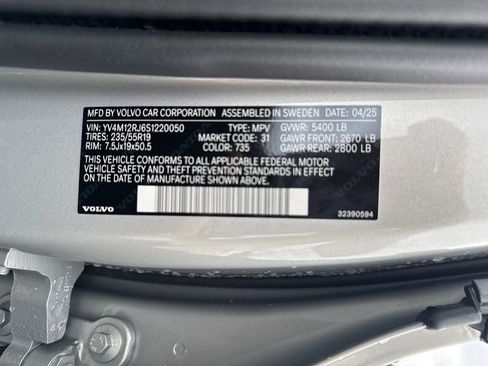 MFD BY VOLVO CAR CORPORATION ASSEMBLED IN SWEDEN 04/25
VIN: YV4M12RJ6S1220050 TYPE: MPV GVWR: 5400 LB
TIRES: 235/55R19 MARKET CODE: 31 GAWR FRONT: 2670 LB
RIM: 7.5Jx19x50.5 COLOR: 735 GAWR REAR: 2800 LB
THIS VEHICLE CONFORMS TO ALL APPLICABLE FEDERAL MOTOR
VEHICLE SAFETY AND THEFT PREVENTION STANDARDS IN EFFECT
ON THE DATE OF MANUFACTURE SHOWN ABOVE.
VOLVO 32390594